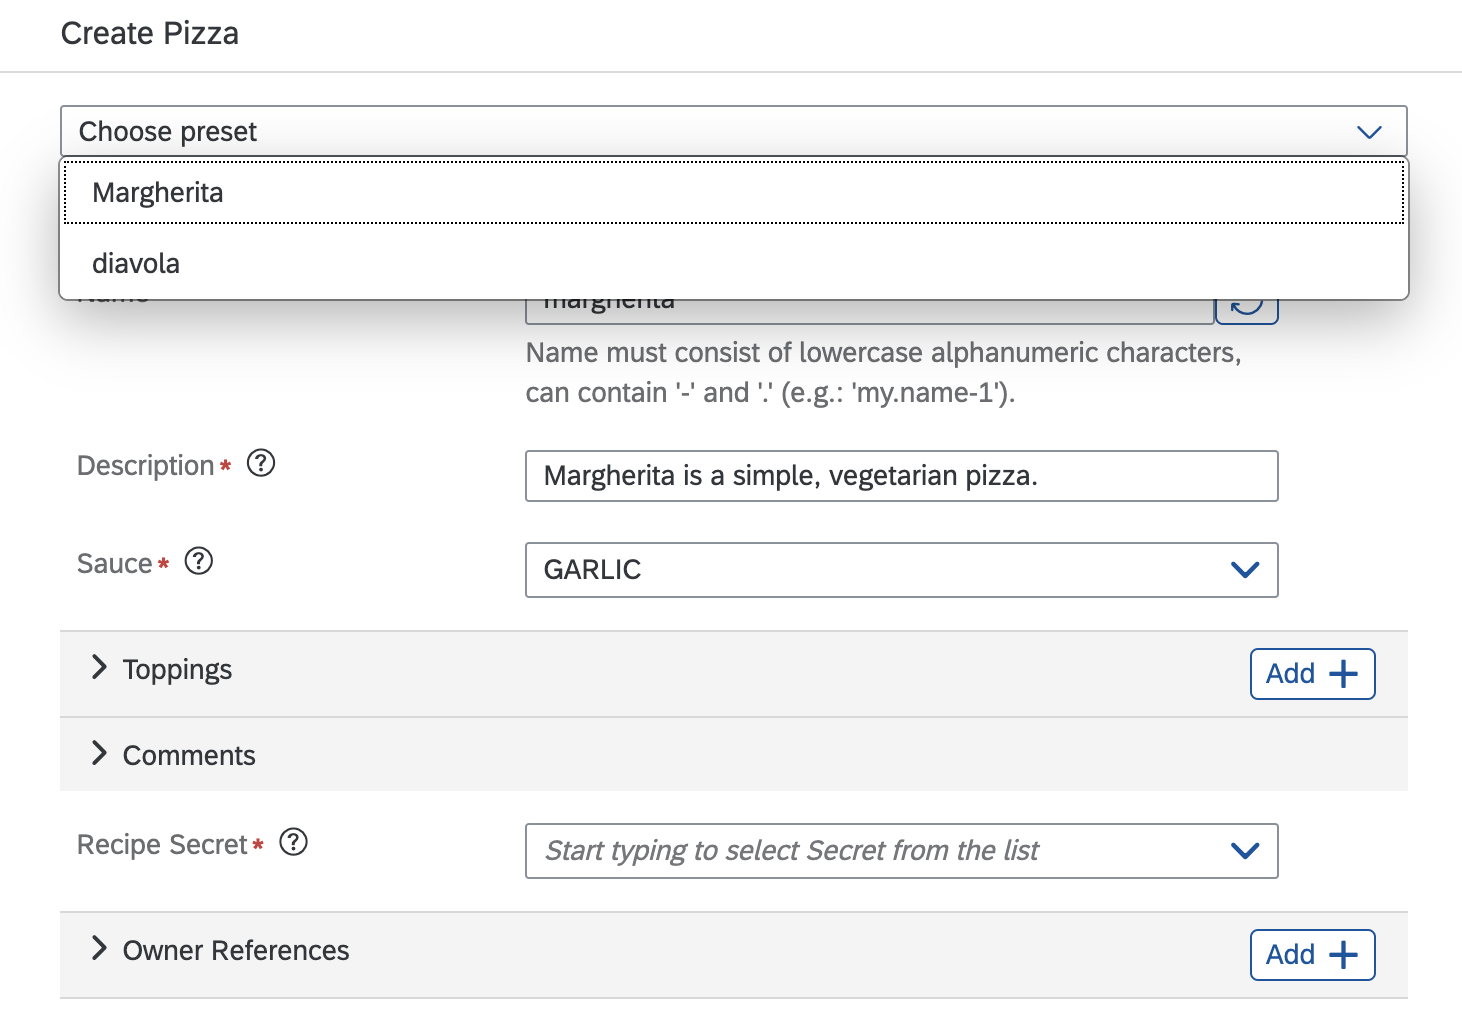 Create Pizza
Choose preset
Margherita
diavola
Name
margherita
Name must consist of lowercase alphanumeric characters,
can contain '-' and '.' (e.g.: 'my.name-1').
Description*
Margherita is a simple, vegetarian pizza.
Sauce*
GARLIC
Toppings
Add
Comments
Recipe Secret*
Start typing to select Secret from the list
Owner References
Add